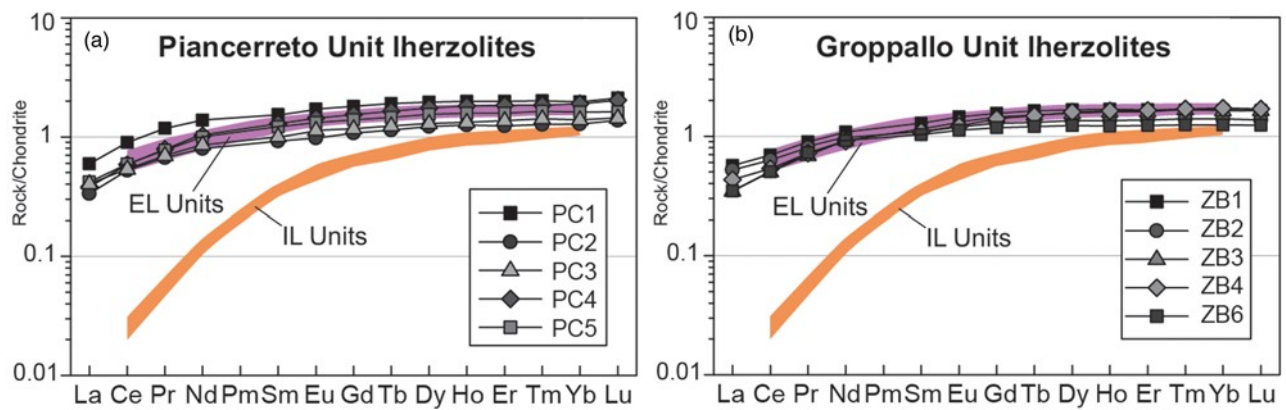 (a) Piancerreto Unit lherzolites
Rock/Chondrite
10
1
0.1
0.01
EL Units
IL Units
PC1
PC2
PC3
PC4
PC5
La Ce Pr Nd Pm Sm Eu Gd Tb Dy Ho Er Tm Yb Lu
(b) Groppallo Unit lherzolites
Rock/Chondrite
10
1
0.1
0.01
EL Units
IL Units
ZB1
ZB2
ZB3
ZB4
ZB6
La Ce Pr Nd Pm Sm Eu Gd Tb Dy Ho Er Tm Yb Lu